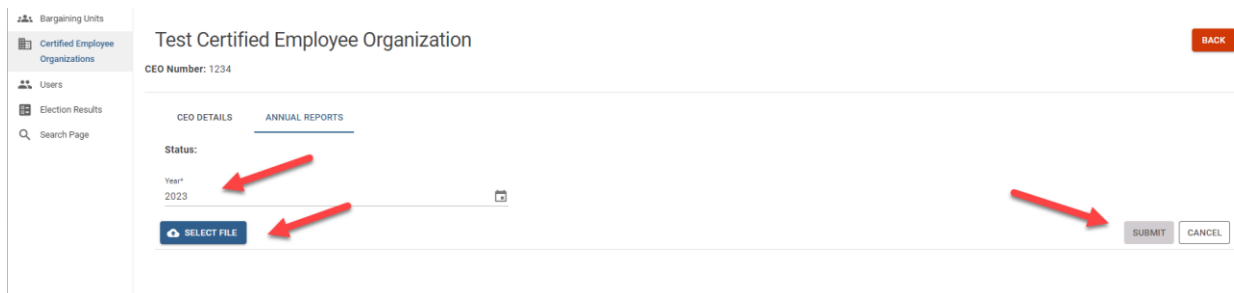 Bargaining Units
Certified Employee
Organizations
Users
Election Results
Search Page
Test Certified Employee Organization
BACK
CEO Number: 1234
CEO DETAILS
ANNUAL REPORTS
Status:
Year*
2023
SELECT FILE
SUBMIT
CANCEL